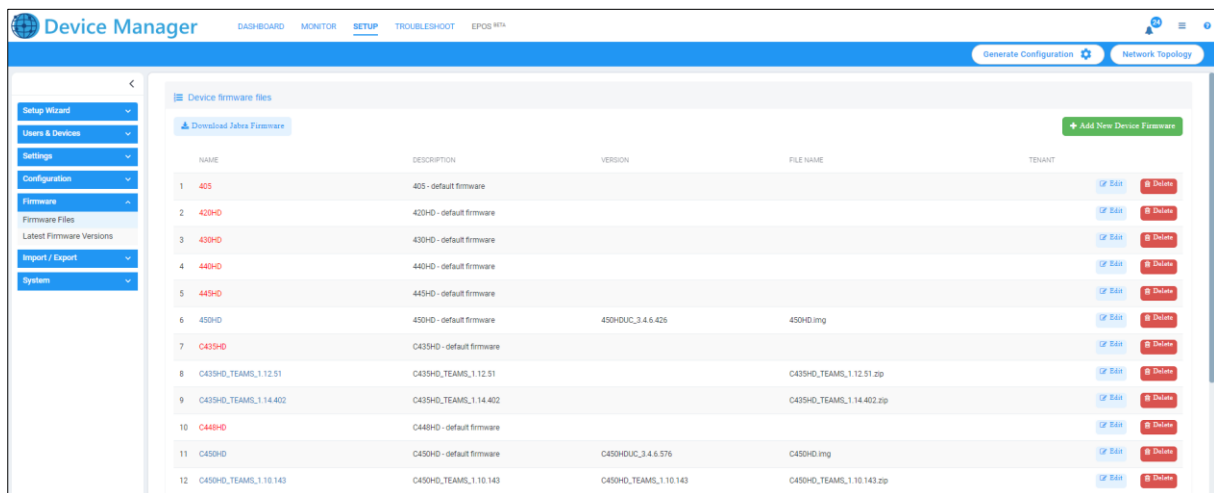 Device Manager DASHBOARD MONITOR SETUP TROUBLESHOOT EPOS BETA 24
Generate Configuration Network Topology
Device firmware files
Setup Wizard
Download Jabra Firmware + Add New Device Firmware
Users & Devices
Settings
NAME DESCRIPTION VERSION FILE NAME TENANT
Configuration
1 405 405 - default firmware Edit Delete
Firmware
Firmware Files
2 420HD 420HD - default firmware Edit Delete
Latest Firmware Versions
3 430HD 430HD - default firmware Edit Delete
Import / Export
4 440HD 440HD - default firmware Edit Delete
System
5 445HD 445HD - default firmware Edit Delete
6 450HD 450HD - default firmware 450HDUC_3.4.6.426 450HD.img Edit Delete
7 C435HD C435HD - default firmware Edit Delete
8 C435HD_TEAMS_1.12.51 C435HD_TEAMS_1.12.51 C435HD_TEAMS_1.12.51.zip Edit Delete
9 C435HD_TEAMS_1.14.402 C435HD_TEAMS_1.14.402 C435HD_TEAMS_1.14.402.zip Edit Delete
10 C448HD C448HD - default firmware Edit Delete
11 C450HD C450HD - default firmware C450HDUC_3.4.6.576 C450HD.img Edit Delete
12 C450HD_TEAMS_1.10.143 C450HD_TEAMS_1.10.143 C450HD_TEAMS_1.10.143 C450HD_TEAMS_1.10.143.zip Edit Delete